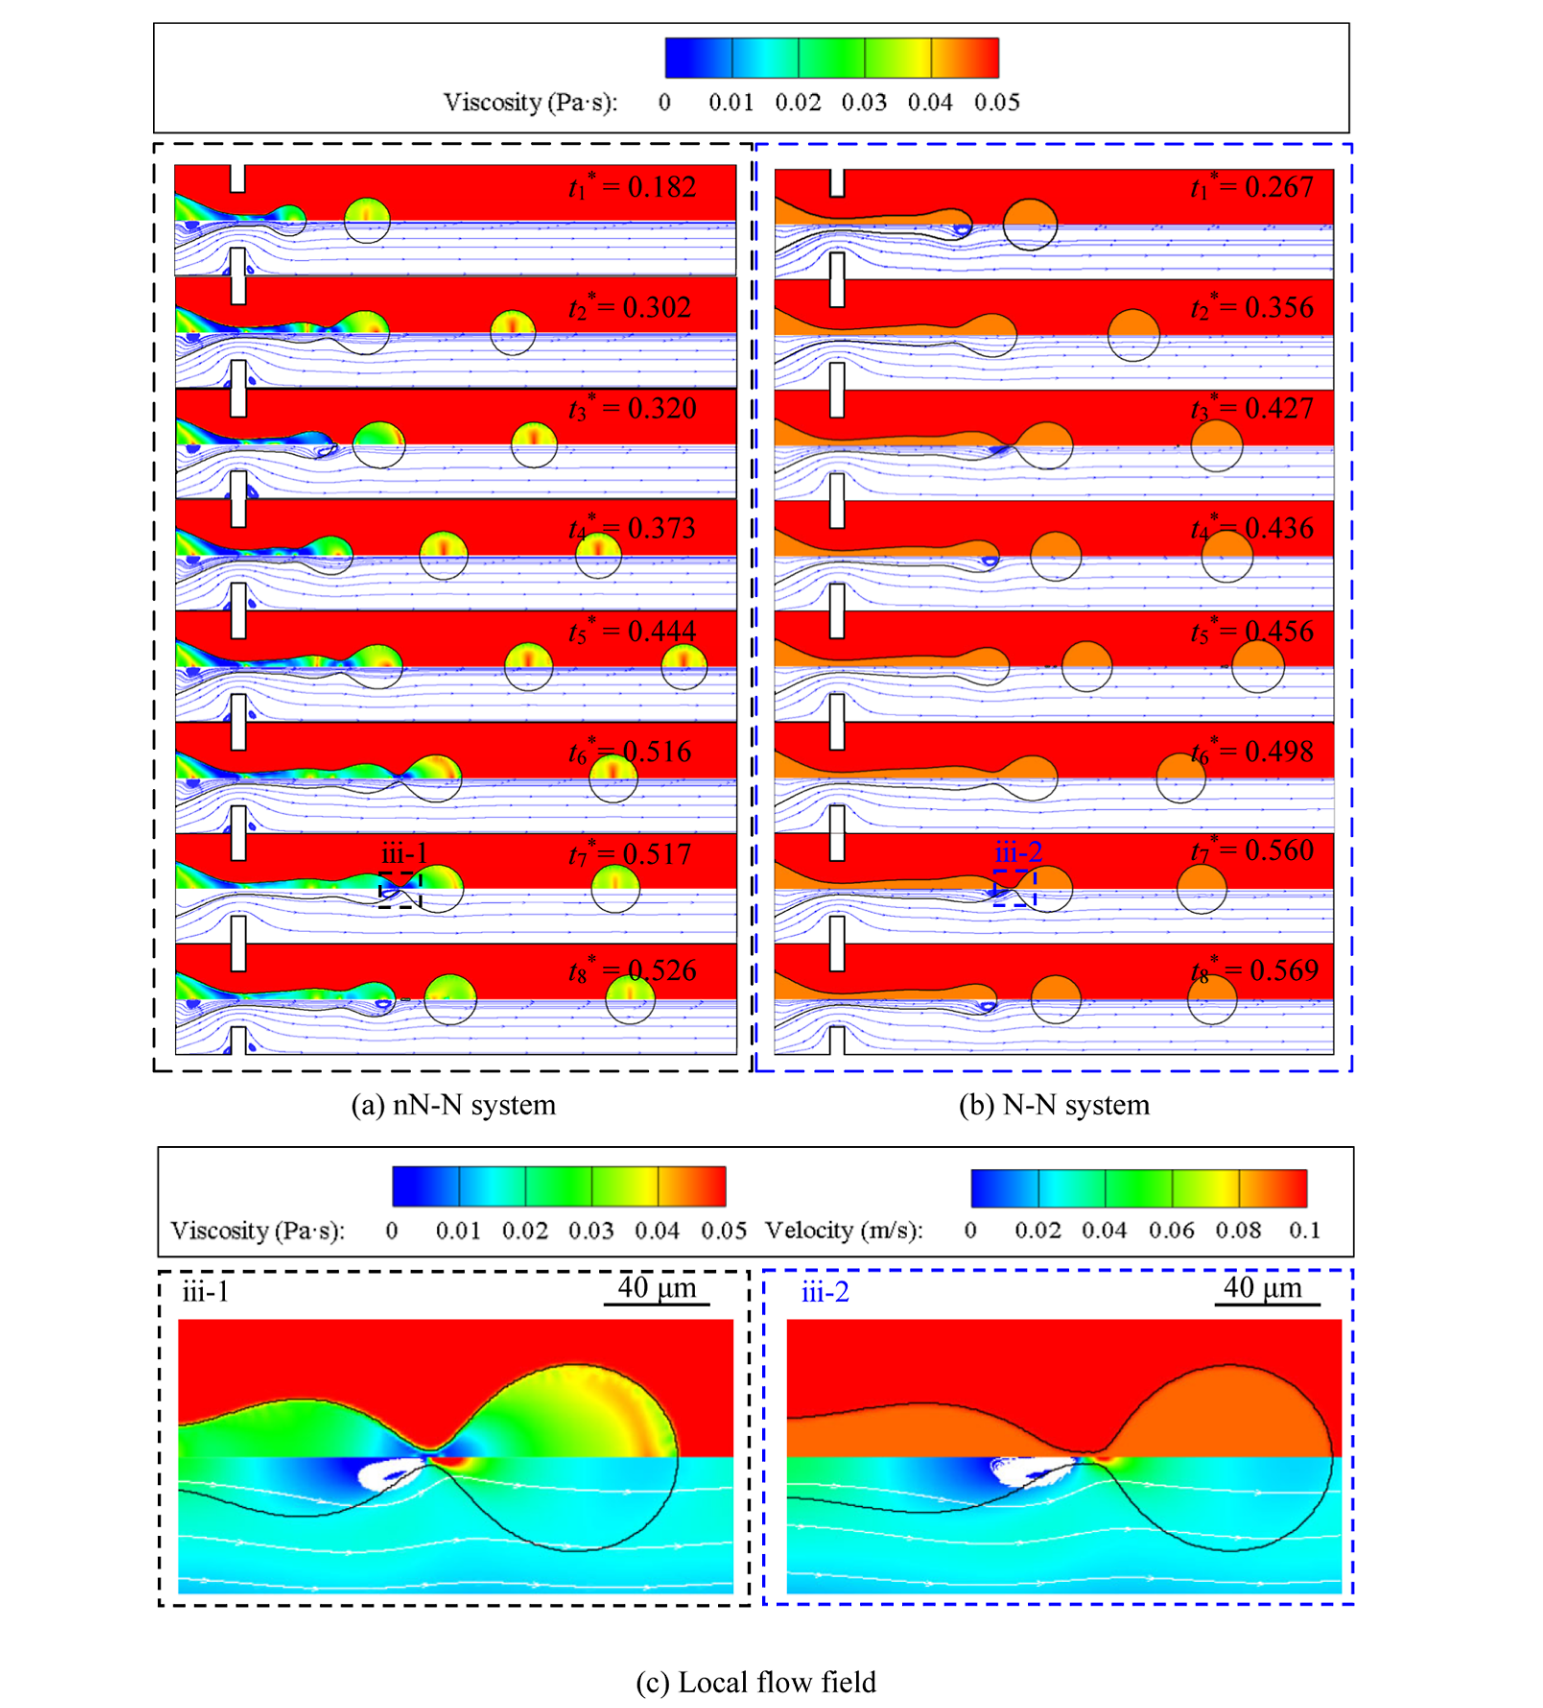 Viscosity (Pa·s): 0 0.01 0.02 0.03 0.04 0.05
t1* = 0.182
t2* = 0.302
t3* = 0.320
t4* = 0.373
t5* = 0.444
t6* = 0.516
iii-1
t7* = 0.517
t8* = 0.526
(a) nN-N system
t1* = 0.267
t2* = 0.356
t3* = 0.427
t4* = 0.436
t5* = 0.456
t6* = 0.498
iii-2
t7* = 0.560
t8* = 0.569
(b) N-N system
Viscosity (Pa·s): 0 0.01 0.02 0.03 0.04 0.05
Velocity (m/s): 0 0.02 0.04 0.06 0.08 0.1
iii-1
40 μm
iii-2
40 μm
(c) Local flow field